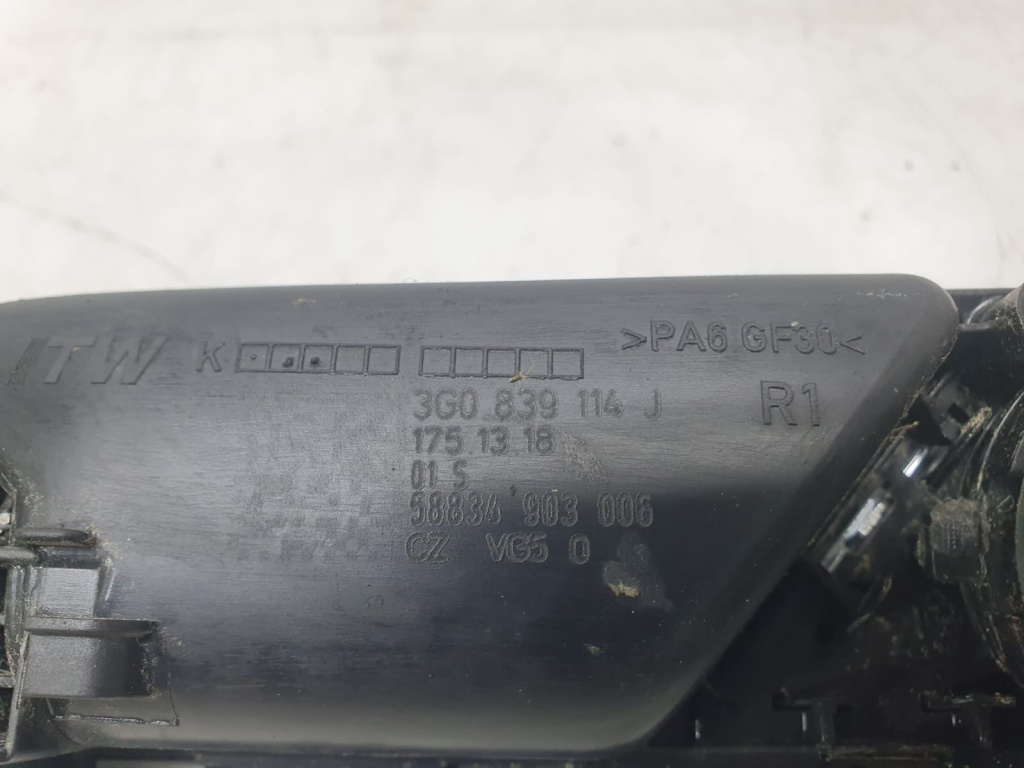 ITW K >PA6 GF30<
3G0 839 114 J R1
175 13 18
01 S
58834 903 006
CZ VG5 0